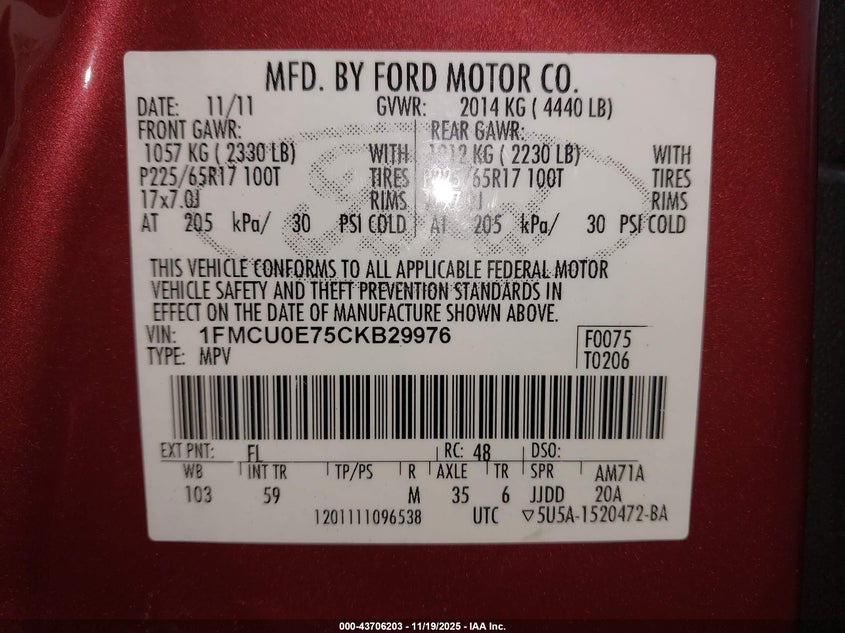 MFD. BY FORD MOTOR CO.
DATE: 11/11 GVWR: 2014 KG ( 4440 LB)
FRONT GAWR: REAR GAWR:
1057 KG ( 2330 LB) WITH 1012 KG ( 2230 LB) WITH
P225/65R17 100T TIRES P225/65R17 100T TIRES
17x7.0J RIMS 17x7.0J RIMS
AT 205 kPa/ 30 PSI COLD AT 205 kPa/ 30 PSI COLD
THIS VEHICLE CONFORMS TO ALL APPLICABLE FEDERAL MOTOR
VEHICLE SAFETY AND THEFT PREVENTION STANDARDS IN
EFFECT ON THE DATE OF MANUFACTURE SHOWN ABOVE.
VIN: 1FMCU0E75CKB29976 F0075
TYPE: MPV T0206
EXT PNT: FL RC: 48 DSO:
WB INT TR TP/PS R AXLE TR SPR AM71A
103 59 M 35 6 JJDD 20A
1201111096538 UTC ▽5U5A-1520472-BA
000-43706203 - 11/19/2025 - IAA Inc.